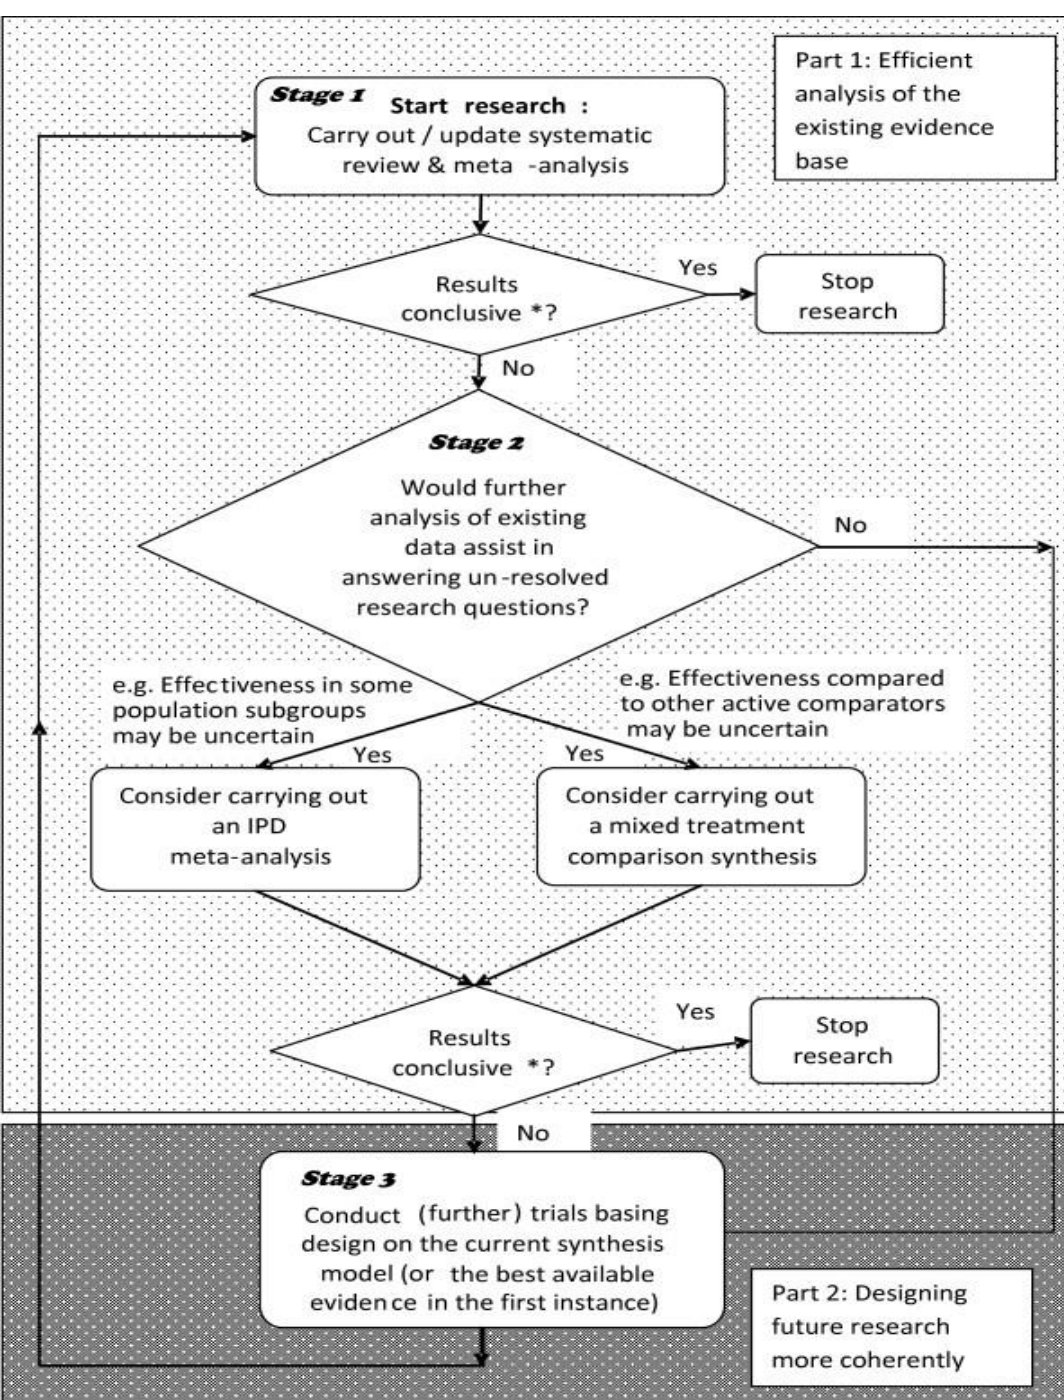 Part 1: Efficient
analysis of the
existing evidence
base
Stage 1 Start research :
Carry out / update systematic
review & meta -analysis
Results
conclusive *?
Yes
Stop
research
No
Stage 2
Would further
analysis of existing
data assist in
answering un -resolved
research questions?
No
e.g. Effectiveness in some
population subgroups
may be uncertain
Yes
e.g. Effectiveness compared
to other active comparators
may be uncertain
Yes
Consider carrying out
an IPD
meta-analysis
Consider carrying out
a mixed treatment
comparison synthesis
Results
conclusive *?
Yes
Stop
research
No
Stage 3
Conduct (further) trials basing
design on the current synthesis
model (or the best available
evidence in the first instance)
Part 2: Designing
future research
more coherently